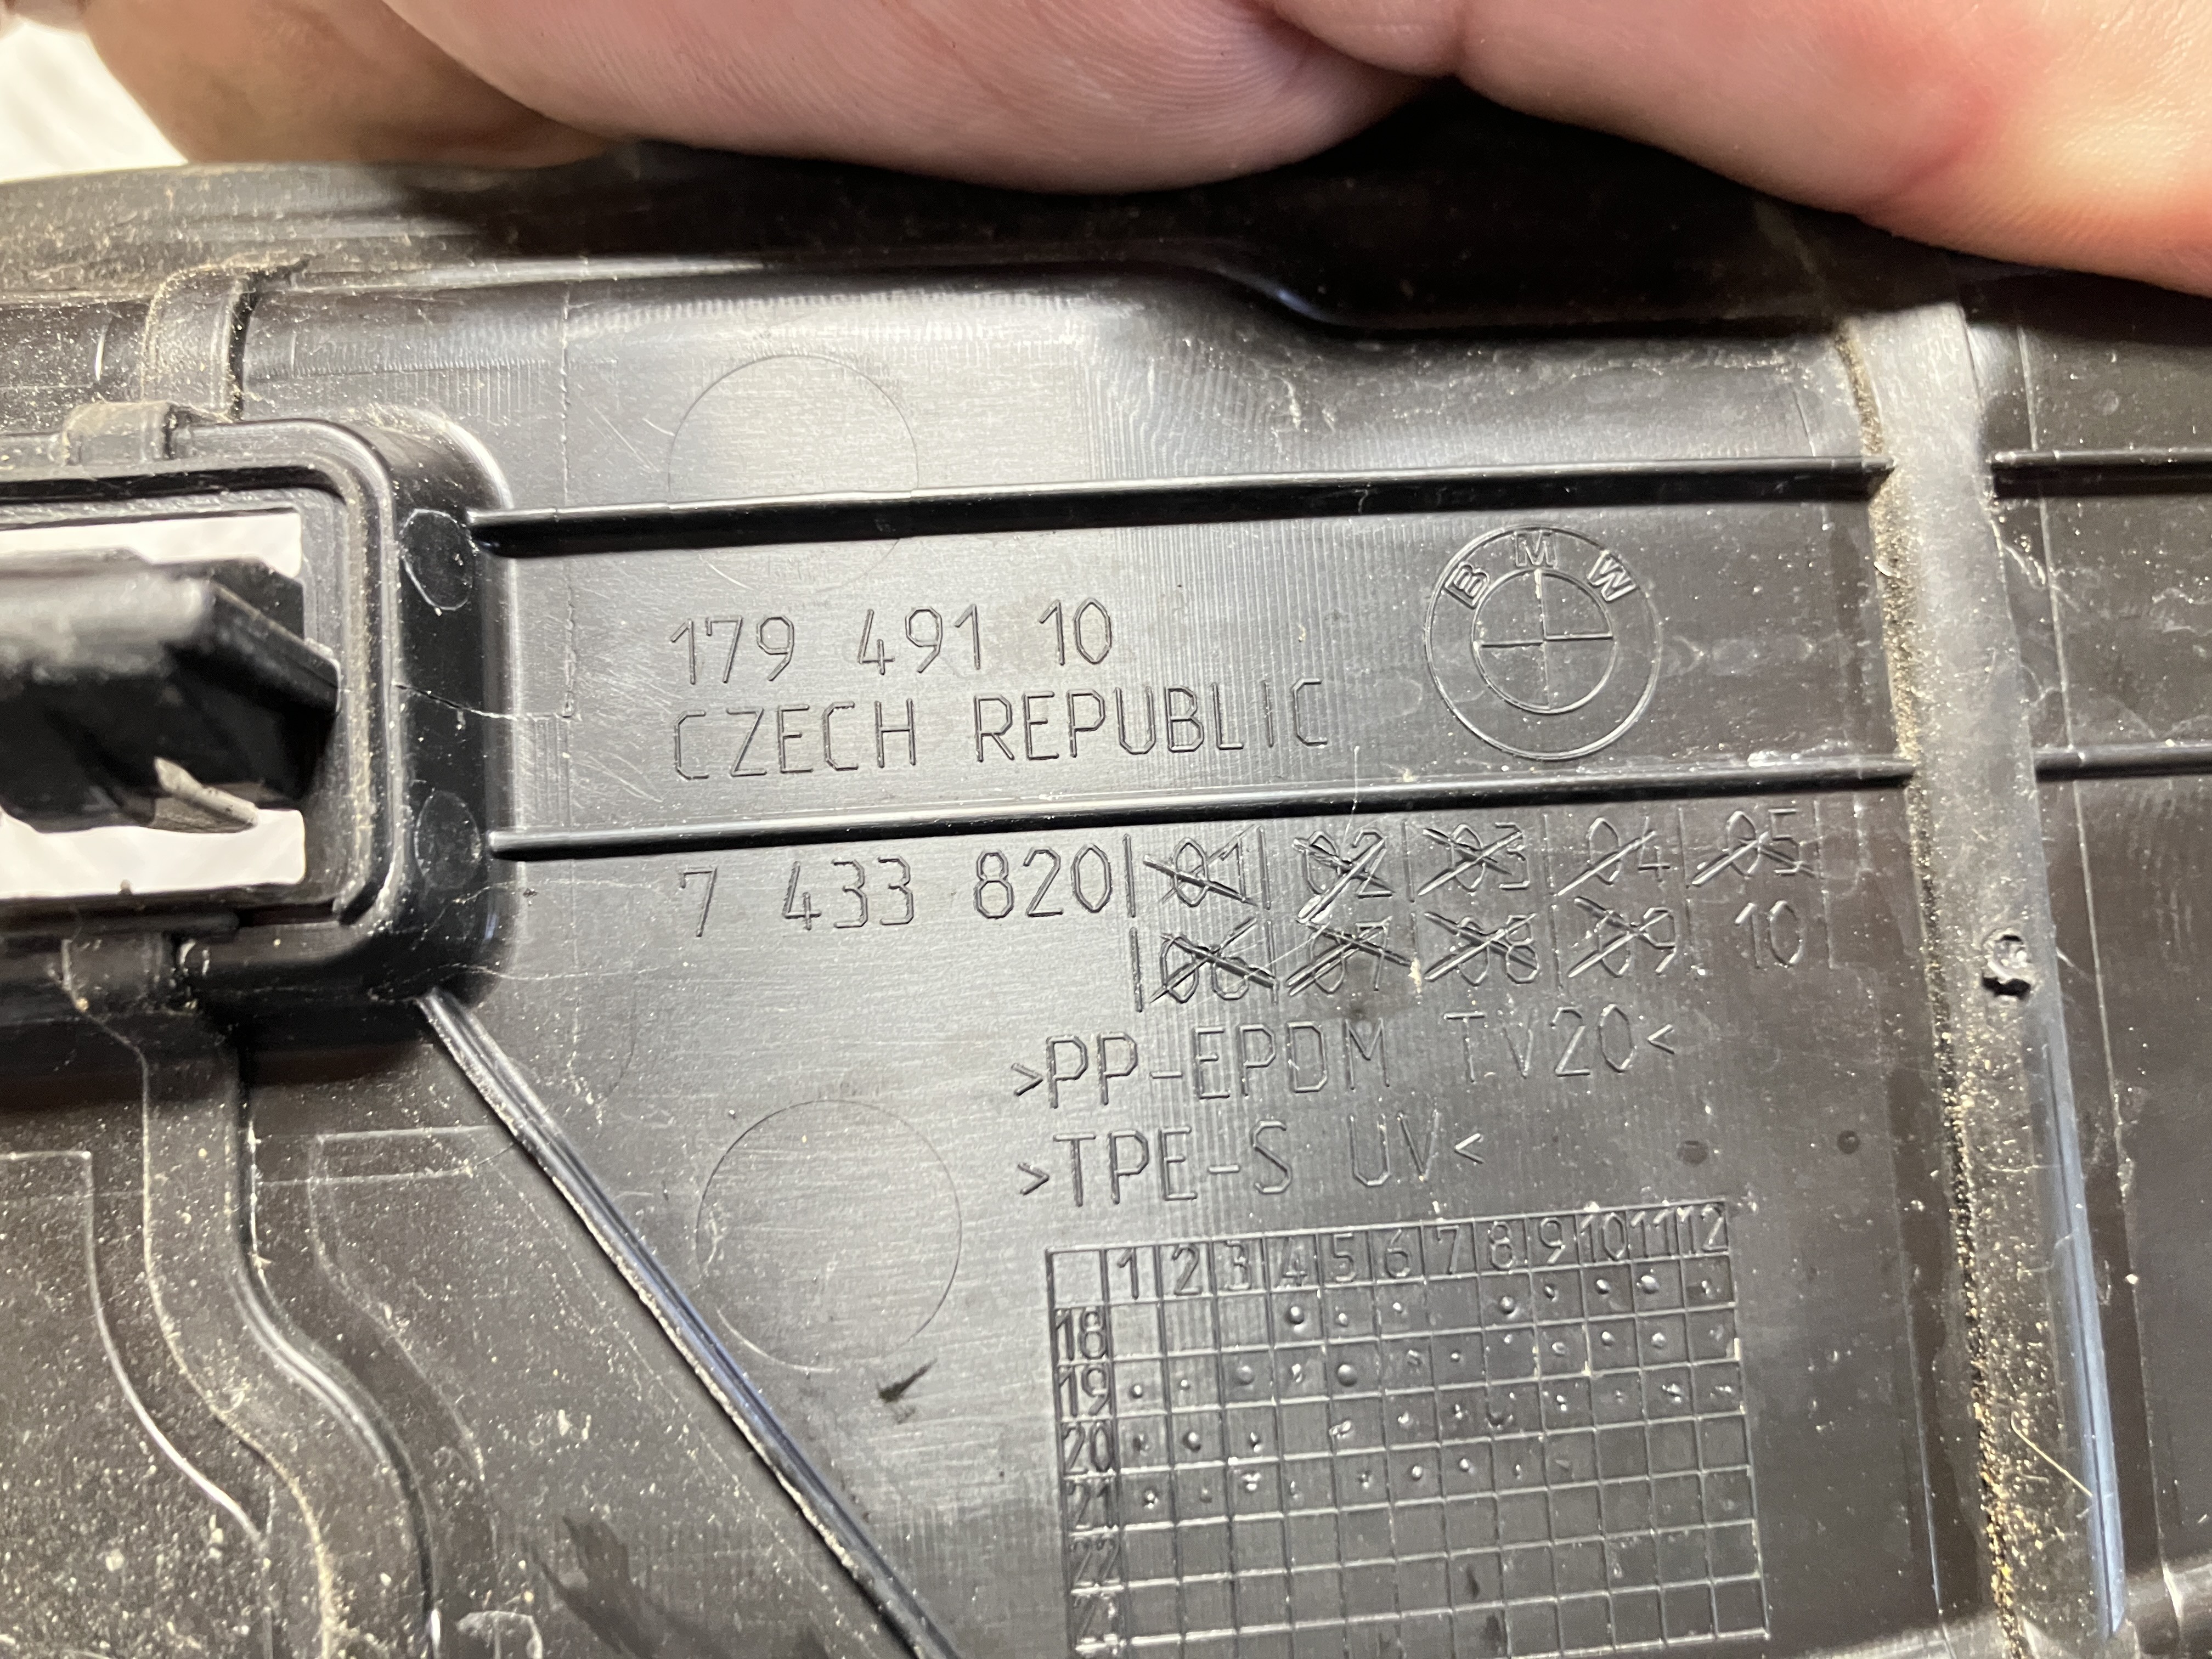 179 491 10
CZECH REPUBLIC
BMW
7 433 820 01 02 03 04 05
06 07 08 09 10
>PP-EPDM TV20<
>TPE-S UV<
1 2 3 4 5 6 7 8 9 10 11 12
18
19
20
21
22